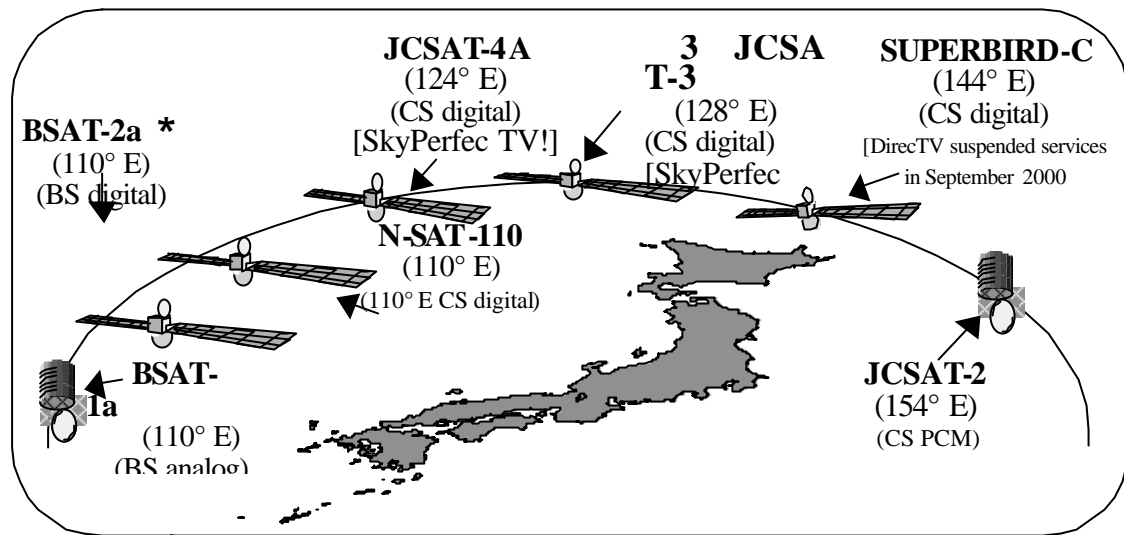 BSAT-2a *
(110° E)
(BS digital)
JCSAT-4A
(124° E)
(CS digital)
[SkyPerfec TV!]
3 JCSA
T-3
(128° E)
(CS digital)
[SkyPerfec
SUPERBIRD-C
(144° E)
(CS digital)
[DirecTV suspended services
in September 2000
N-SAT-110
(110° E)
(110° E CS digital)
BSAT-
1a
(110° E)
(BS analog)
JCSAT-2
(154° E)
(CS PCM)